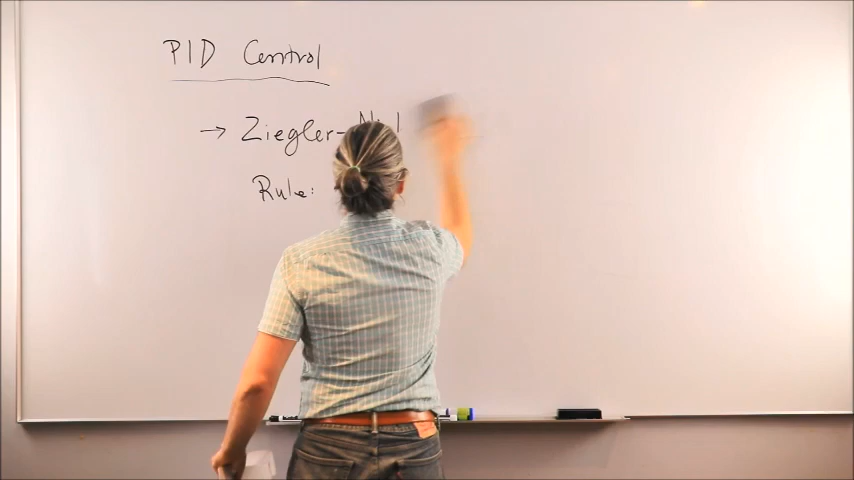 PID Control
→ Ziegler-
Rule: